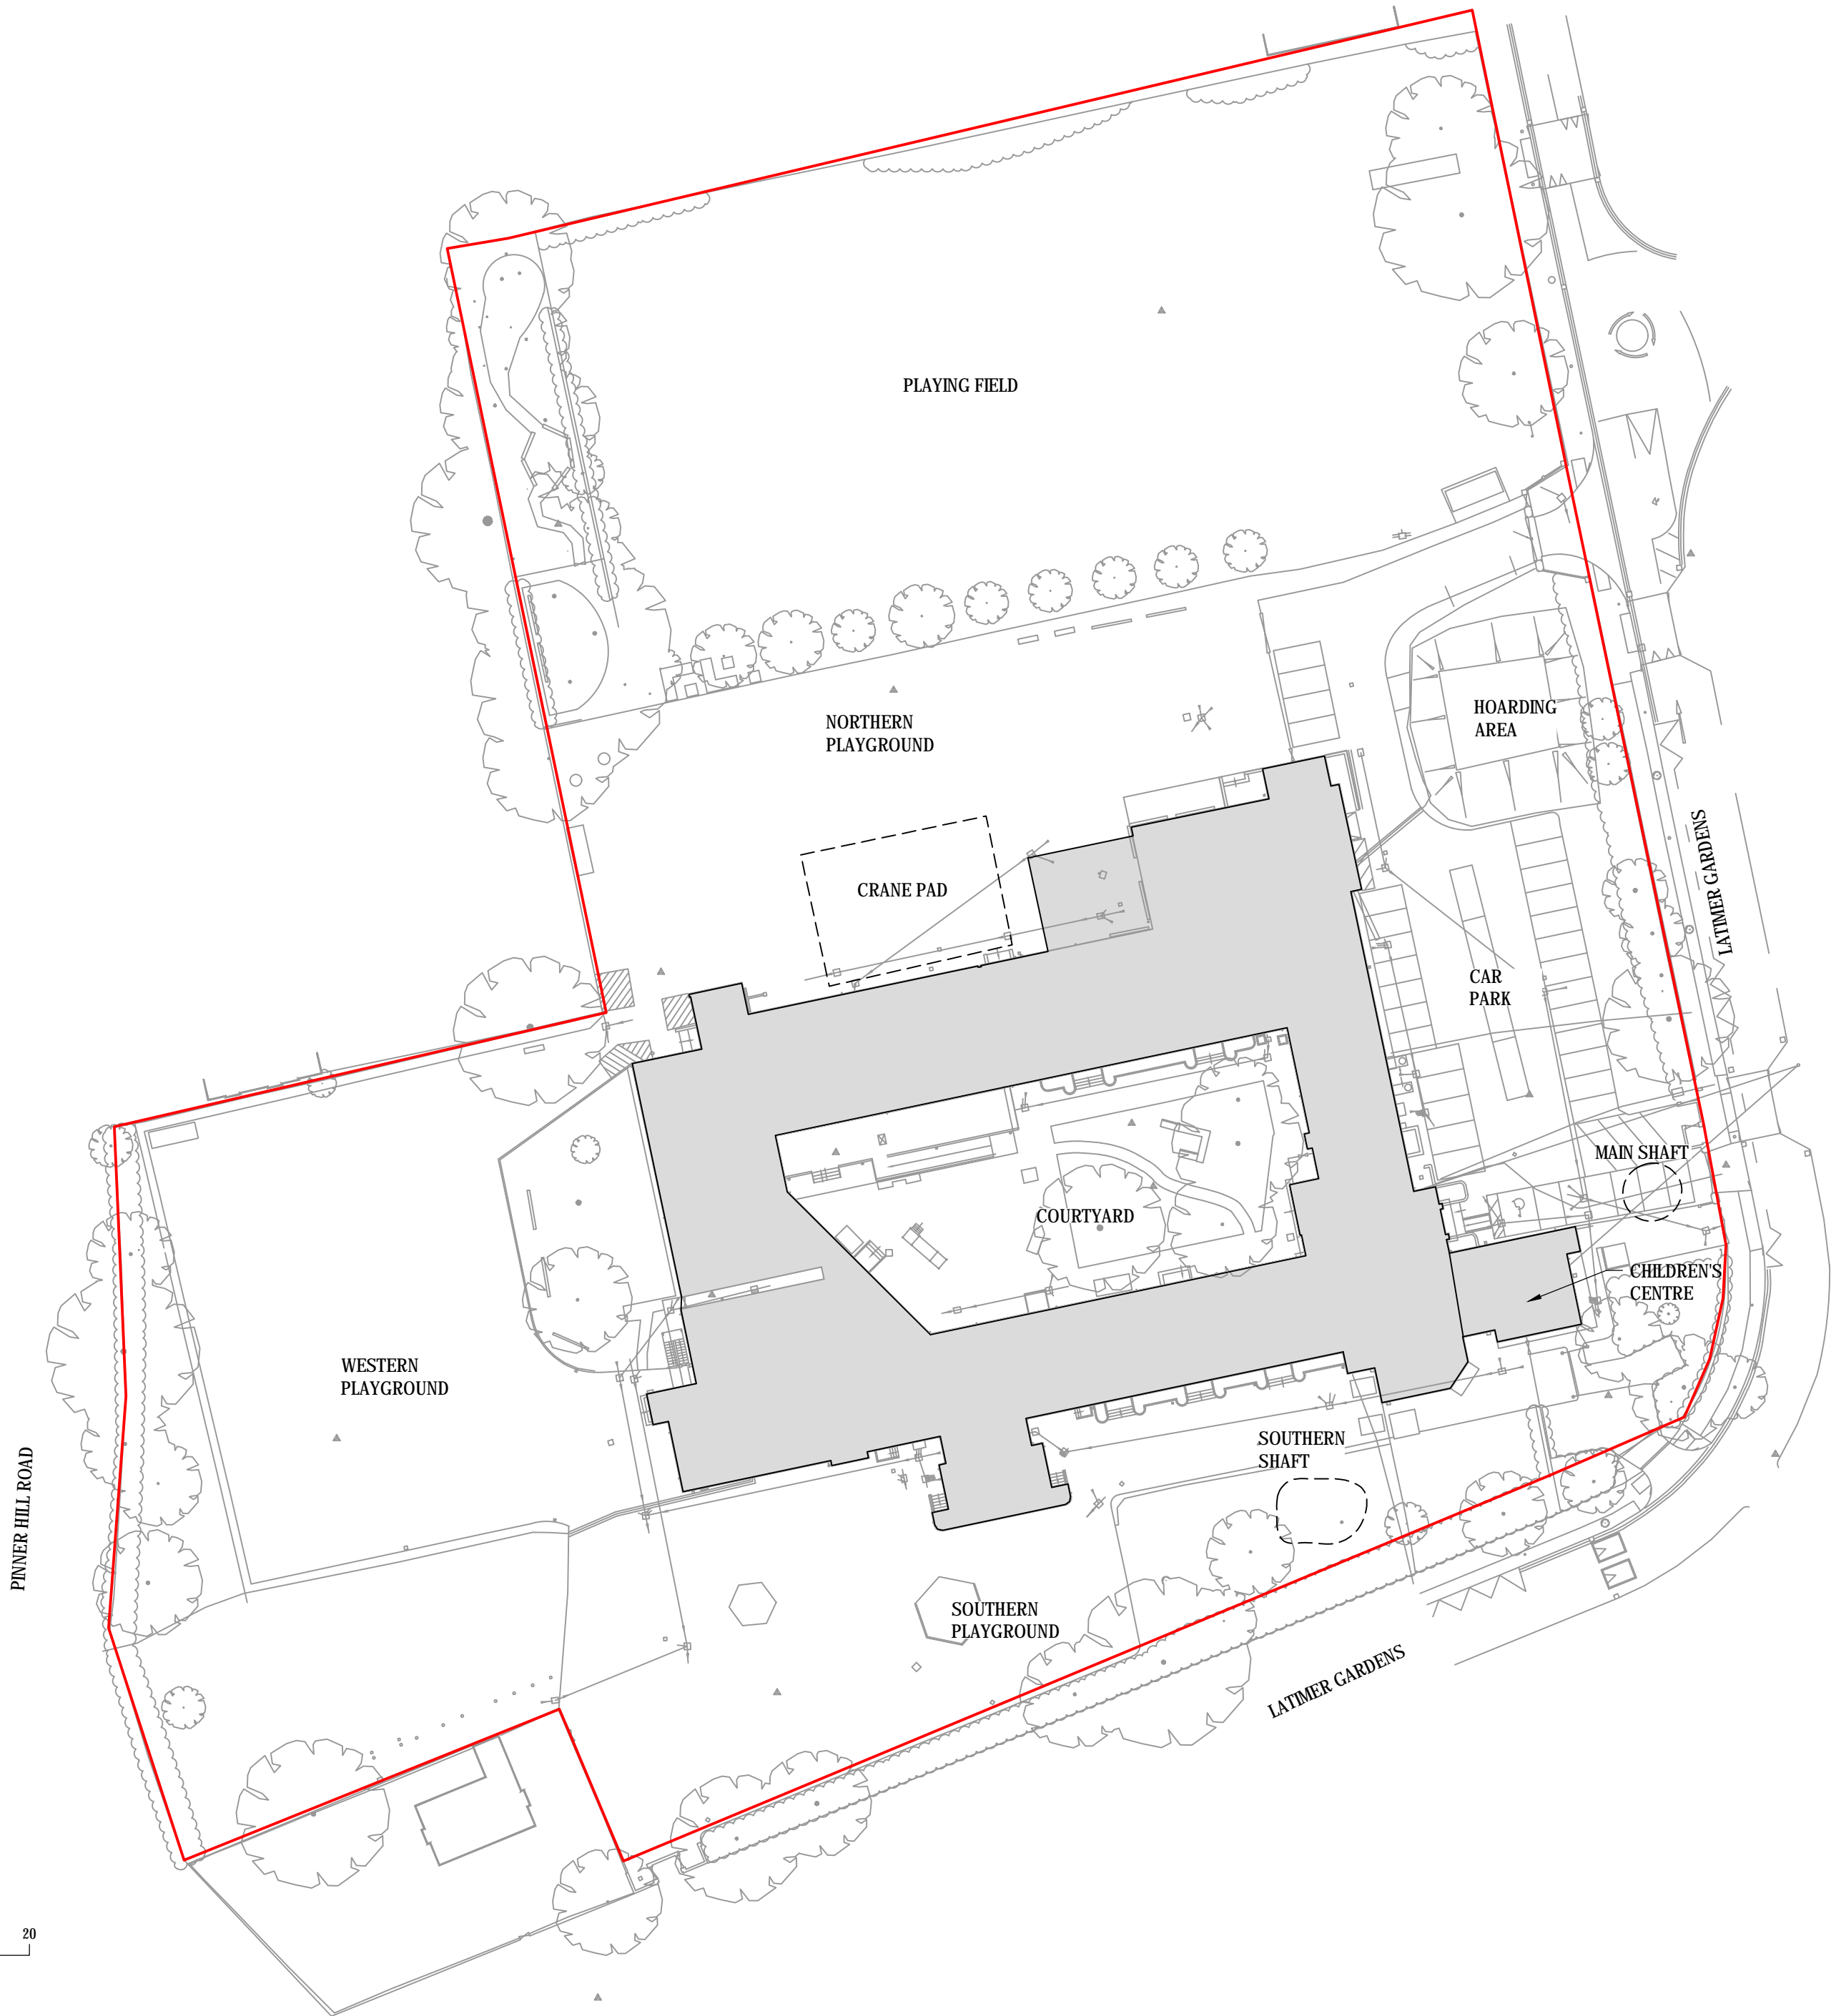 PLAYING FIELD
NORTHERN
PLAYGROUND
HOARDING
AREA
LATIMER GARDENS
CRANE PAD
CAR
PARK
MAIN SHAFT
COURTYARD
CHILDREN'S
CENTRE
WESTERN
PLAYGROUND
SOUTHERN
SHAFT
PINNER HILL ROAD
SOUTHERN
PLAYGROUND
LATIMER GARDENS
20